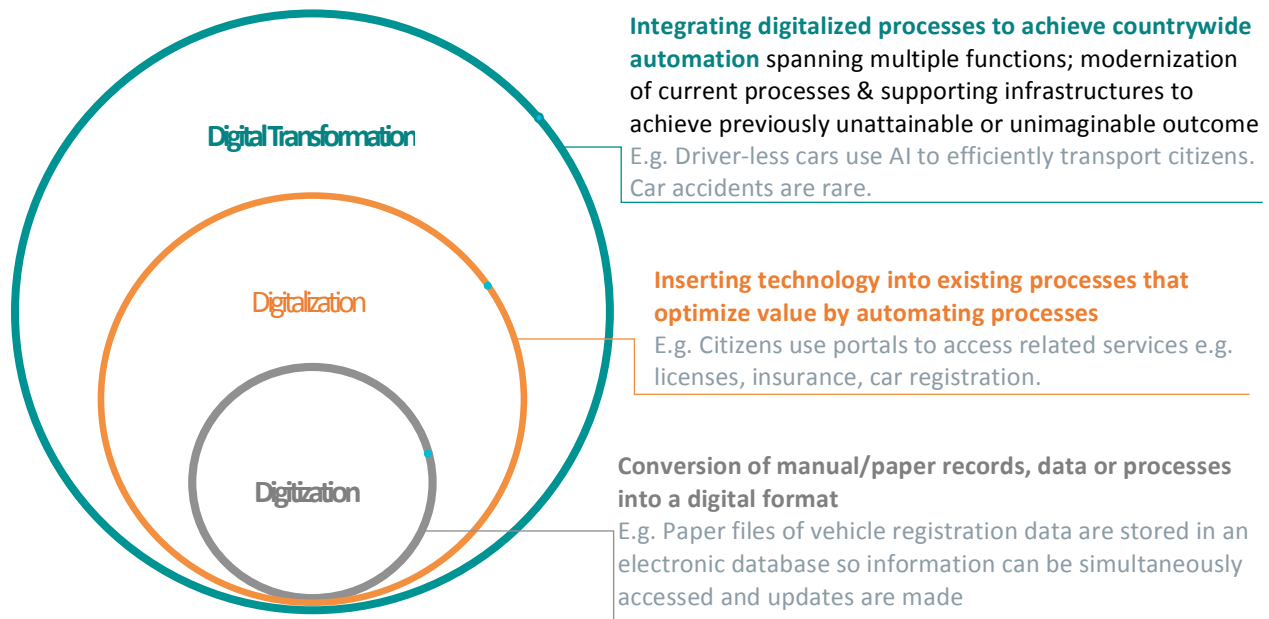 Integrating digitalized processes to achieve countrywide
automation spanning multiple functions; modernization
of current processes & supporting infrastructures to
achieve previously unattainable or unimaginable outcome
E.g. Driver-less cars use AI to efficiently transport citizens.
Car accidents are rare.
Digital Transformation
Inserting technology into existing processes that
optimize value by automating processes
E.g. Citizens use portals to access related services e.g.
licenses, insurance, car registration.
Digitalization
Conversion of manual/paper records, data or processes
into a digital format
E.g. Paper files of vehicle registration data are stored in an
electronic database so information can be simultaneously
accessed and updates are made
Digitization